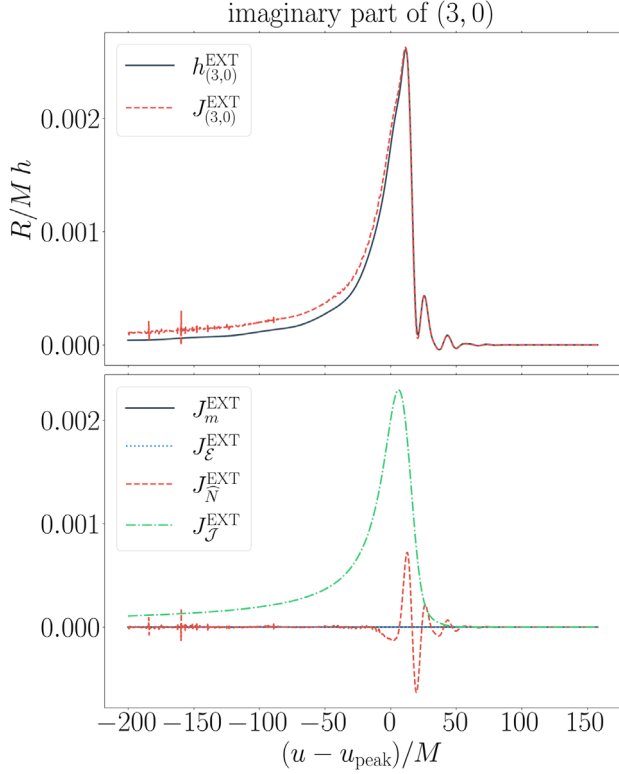 imaginary part of (3, 0)
R/M h
0.002
0.001
0.000
h^EXT_(3,0)
J^EXT_(3,0)
0.002
0.001
0.000
J^EXT_m
J^EXT_ℰ
J^EXT_N̂
J^EXT_𝒥
−200 −150 −100 −50 0 50 100 150
(u − u_peak)/M